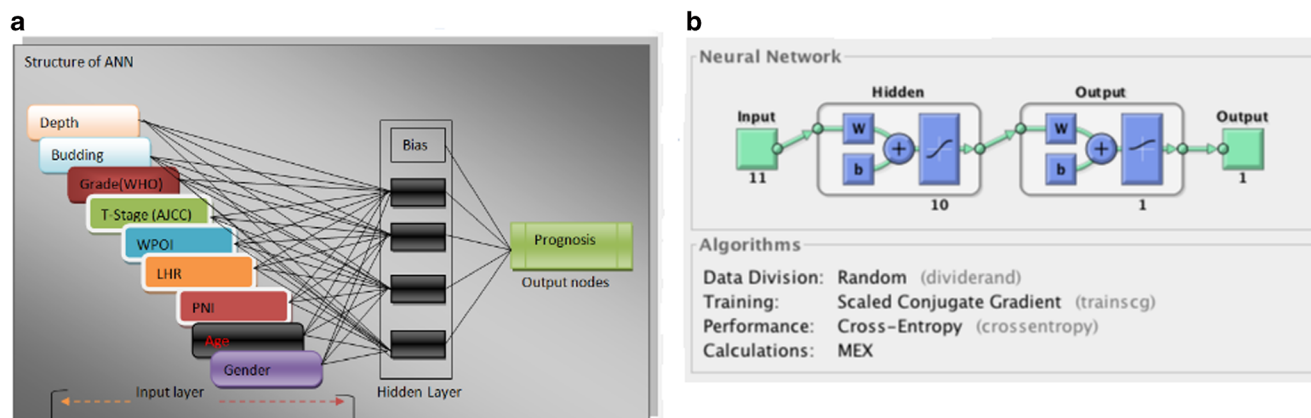 a
Structure of ANN
Depth
Budding
Grade(WHO)
T-Stage (AJCC)
WPOI
LHR
PNI
Age
Gender
Input layer
Bias
Hidden Layer
Prognosis
Output nodes
b
Neural Network
Hidden
Output
Input
Output
W
b
+
W
b
+
11
10
1
1
Algorithms
Data Division: Random (dividerand)
Training: Scaled Conjugate Gradient (trainscg)
Performance: Cross-Entropy (crossentropy)
Calculations: MEX